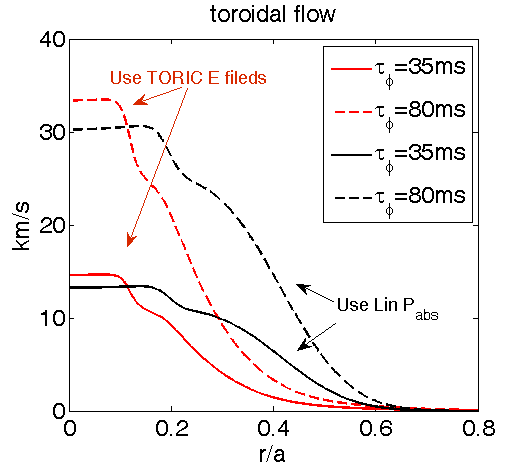 toroidal flow
40
30
20
10
0
km/s
Use TORIC E fileds
τϕ=35ms
τϕ=80ms
τϕ=35ms
τϕ=80ms
Use Lin Pabs
0 0.2 0.4 0.6 0.8
r/a